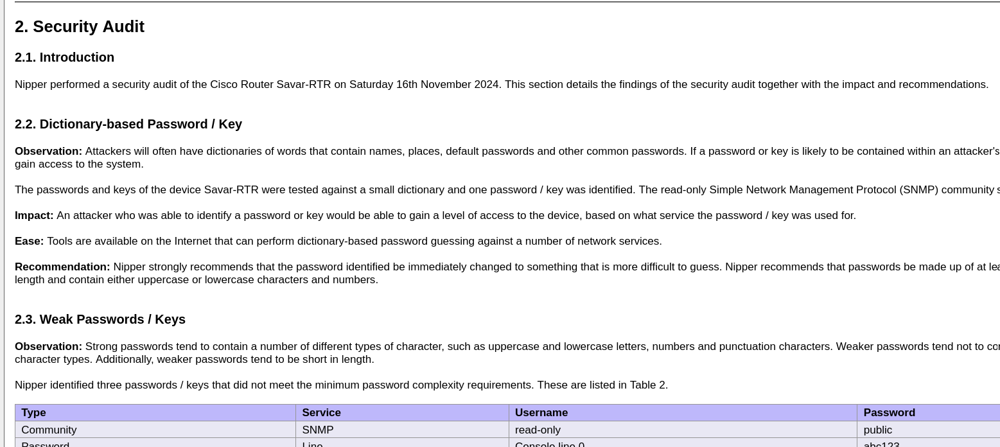 2. Security Audit
2.1. Introduction
Nipper performed a security audit of the Cisco Router Savar-RTR on Saturday 16th November 2024. This section details the findings of the security audit together with the impact and recommendations.
2.2. Dictionary-based Password / Key
Observation: Attackers will often have dictionaries of words that contain names, places, default passwords and other common passwords. If a password or key is likely to be contained within an attacker's
gain access to the system.
The passwords and keys of the device Savar-RTR were tested against a small dictionary and one password / key was identified. The read-only Simple Network Management Protocol (SNMP) community
Impact: An attacker who was able to identify a password or key would be able to gain a level of access to the device, based on what service the password / key was used for.
Ease: Tools are available on the Internet that can perform dictionary-based password guessing against a number of network services.
Recommendation: Nipper strongly recommends that the password identified be immediately changed to something that is more difficult to guess. Nipper recommends that passwords be made up of at
length and contain either uppercase or lowercase characters and numbers.
2.3. Weak Passwords / Keys
Observation: Strong passwords tend to contain a number of different types of character, such as uppercase and lowercase letters, numbers and punctuation characters. Weaker passwords tend not to
character types. Additionally, weaker passwords tend to be short in length.
Nipper identified three passwords / keys that did not meet the minimum password complexity requirements. These are listed in Table 2.
Type Service Username Password
Community SNMP read-only public
Password Line Console line 0 abc123